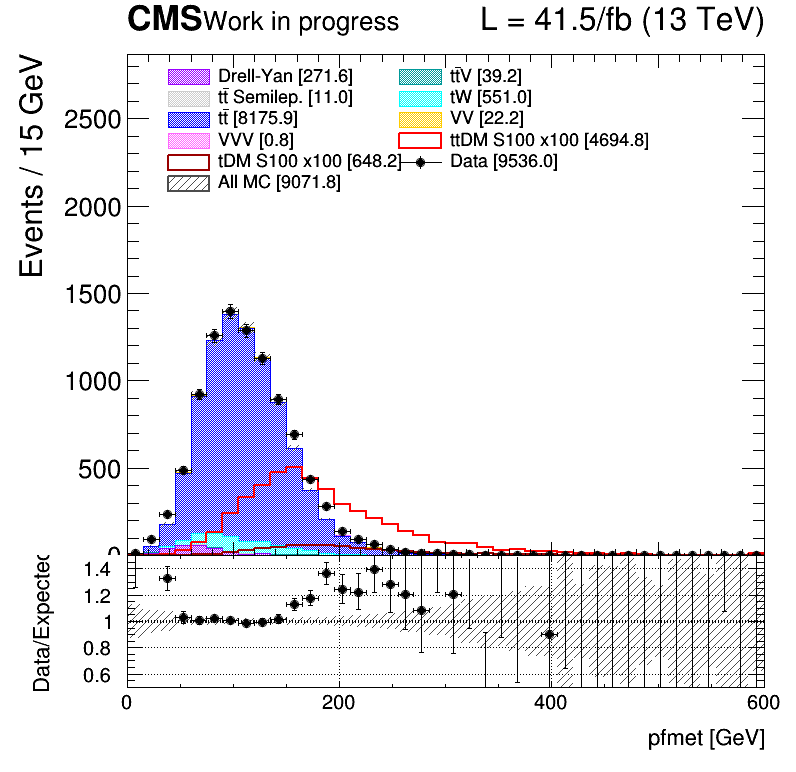 CMS Work in progress L = 41.5/fb (13 TeV)
Events / 15 GeV
Drell-Yan [271.6] tt̄V [39.2]
tt̄ Semilep. [11.0] tW [551.0]
tt̄ [8175.9] VV [22.2]
VVV [0.8] ttDM S100 x100 [4694.8]
tDM S100 x100 [648.2] Data [9536.0]
All MC [9071.8]
2500
2000
1500
1000
500
0
Data/Expected
1.4
1.2
1
0.8
0.6
0 200 400 600
pfmet [GeV]